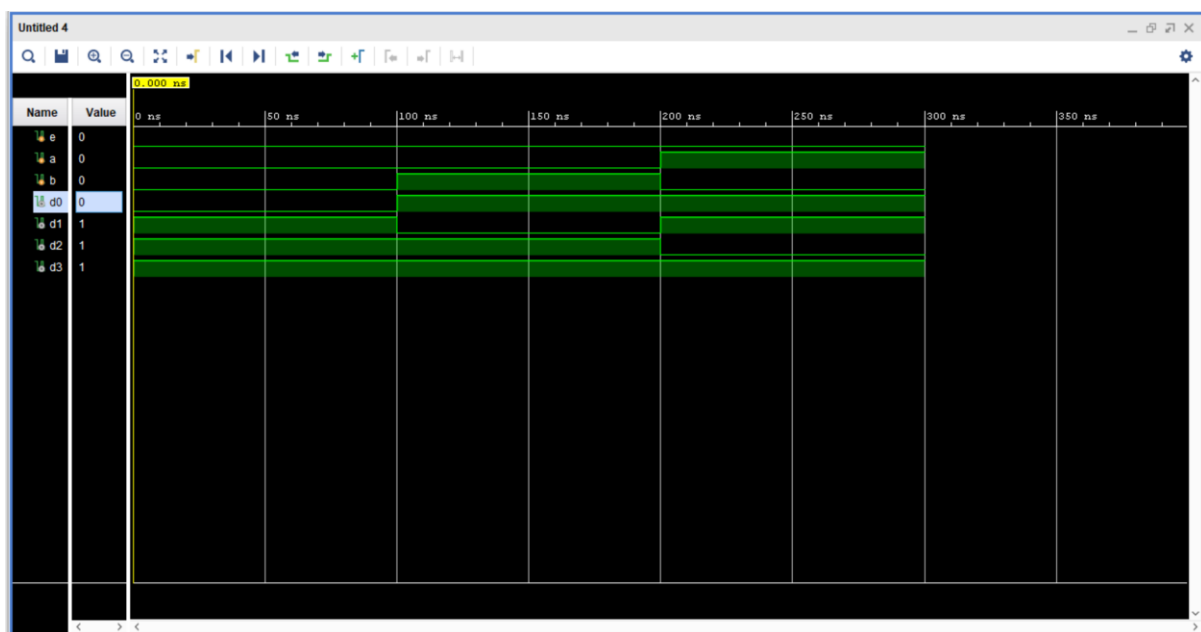 Untitled 4
0.000 ns
Name Value 0 ns 50 ns 100 ns 150 ns 200 ns 250 ns 300 ns 350 ns
e 0
a 0
b 0
d0 0
d1 1
d2 1
d3 1